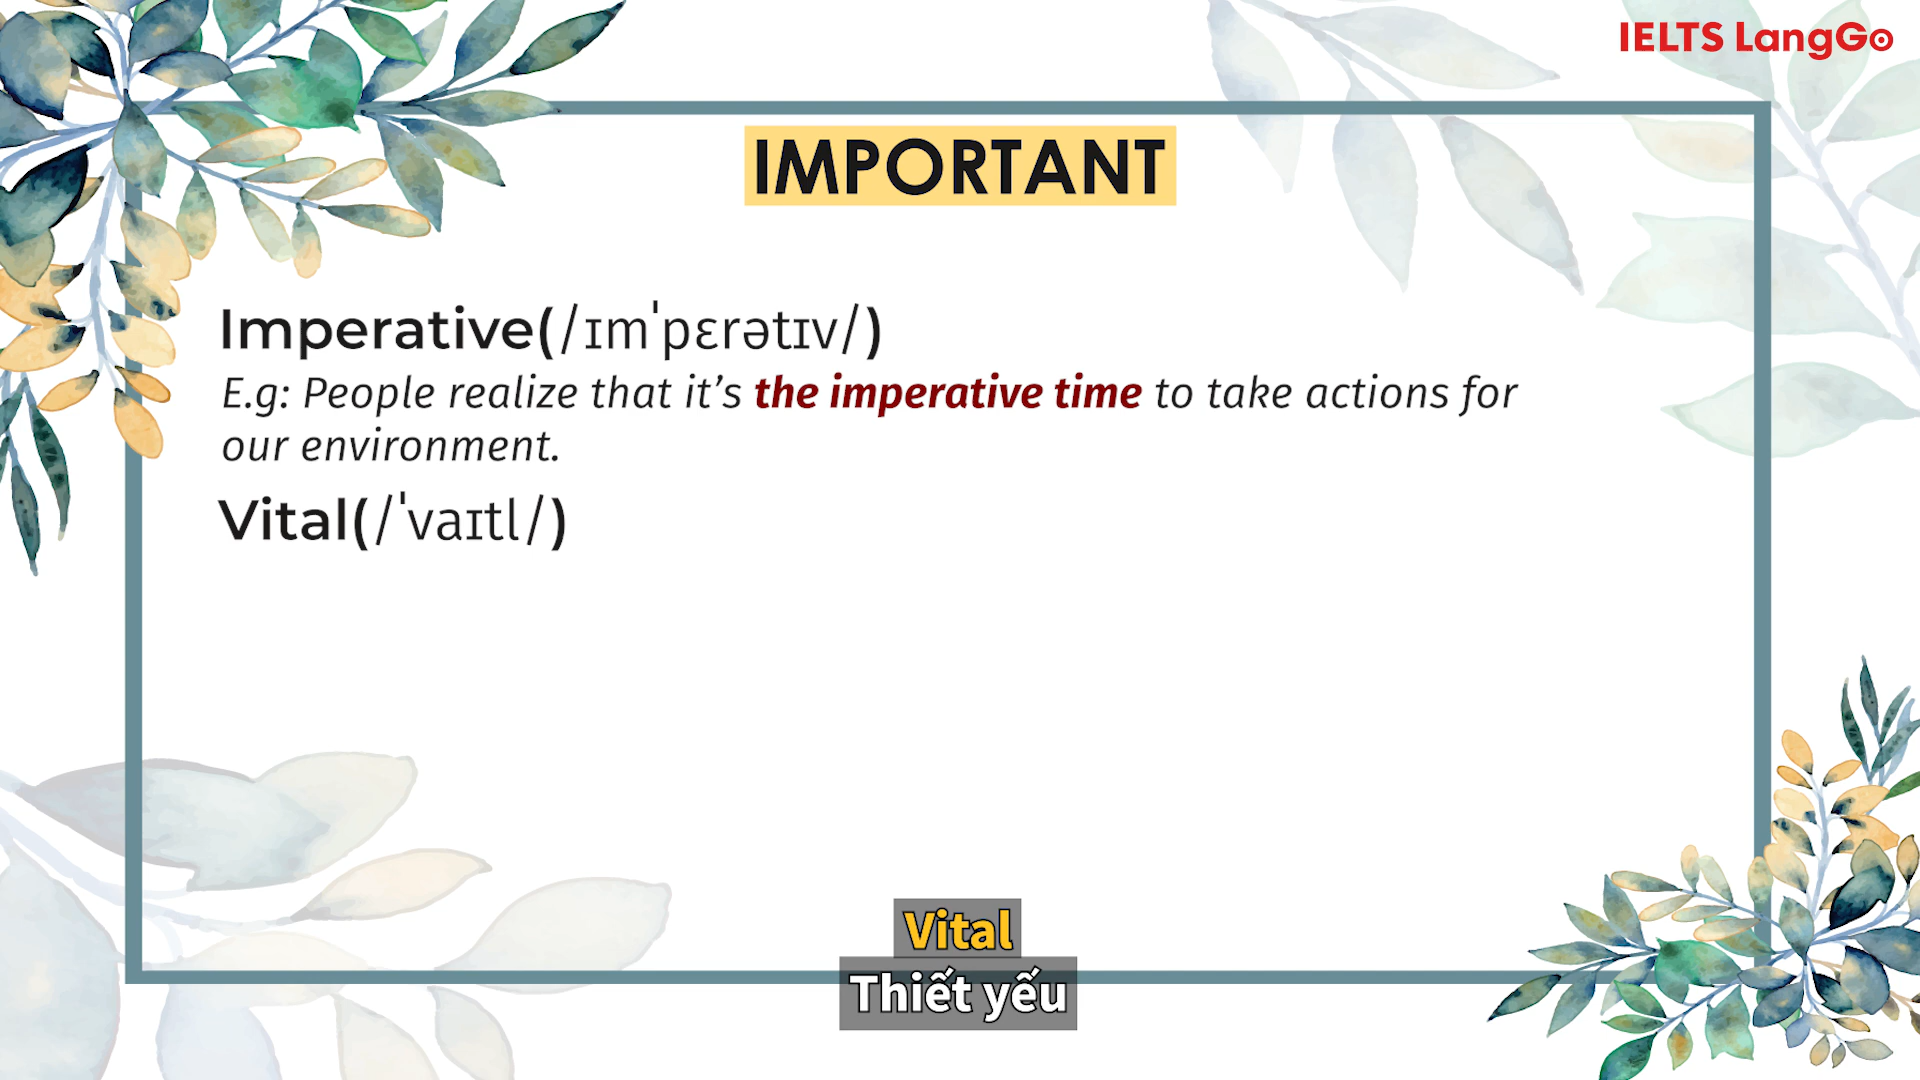 IELTS LangGo
IMPORTANT
Imperative(/ɪmˈpɛrətɪv/)
E.g: People realize that it’s the imperative time to take actions for
our environment.
Vital(/ˈvaɪtl/)
Vital
Thiết yếu